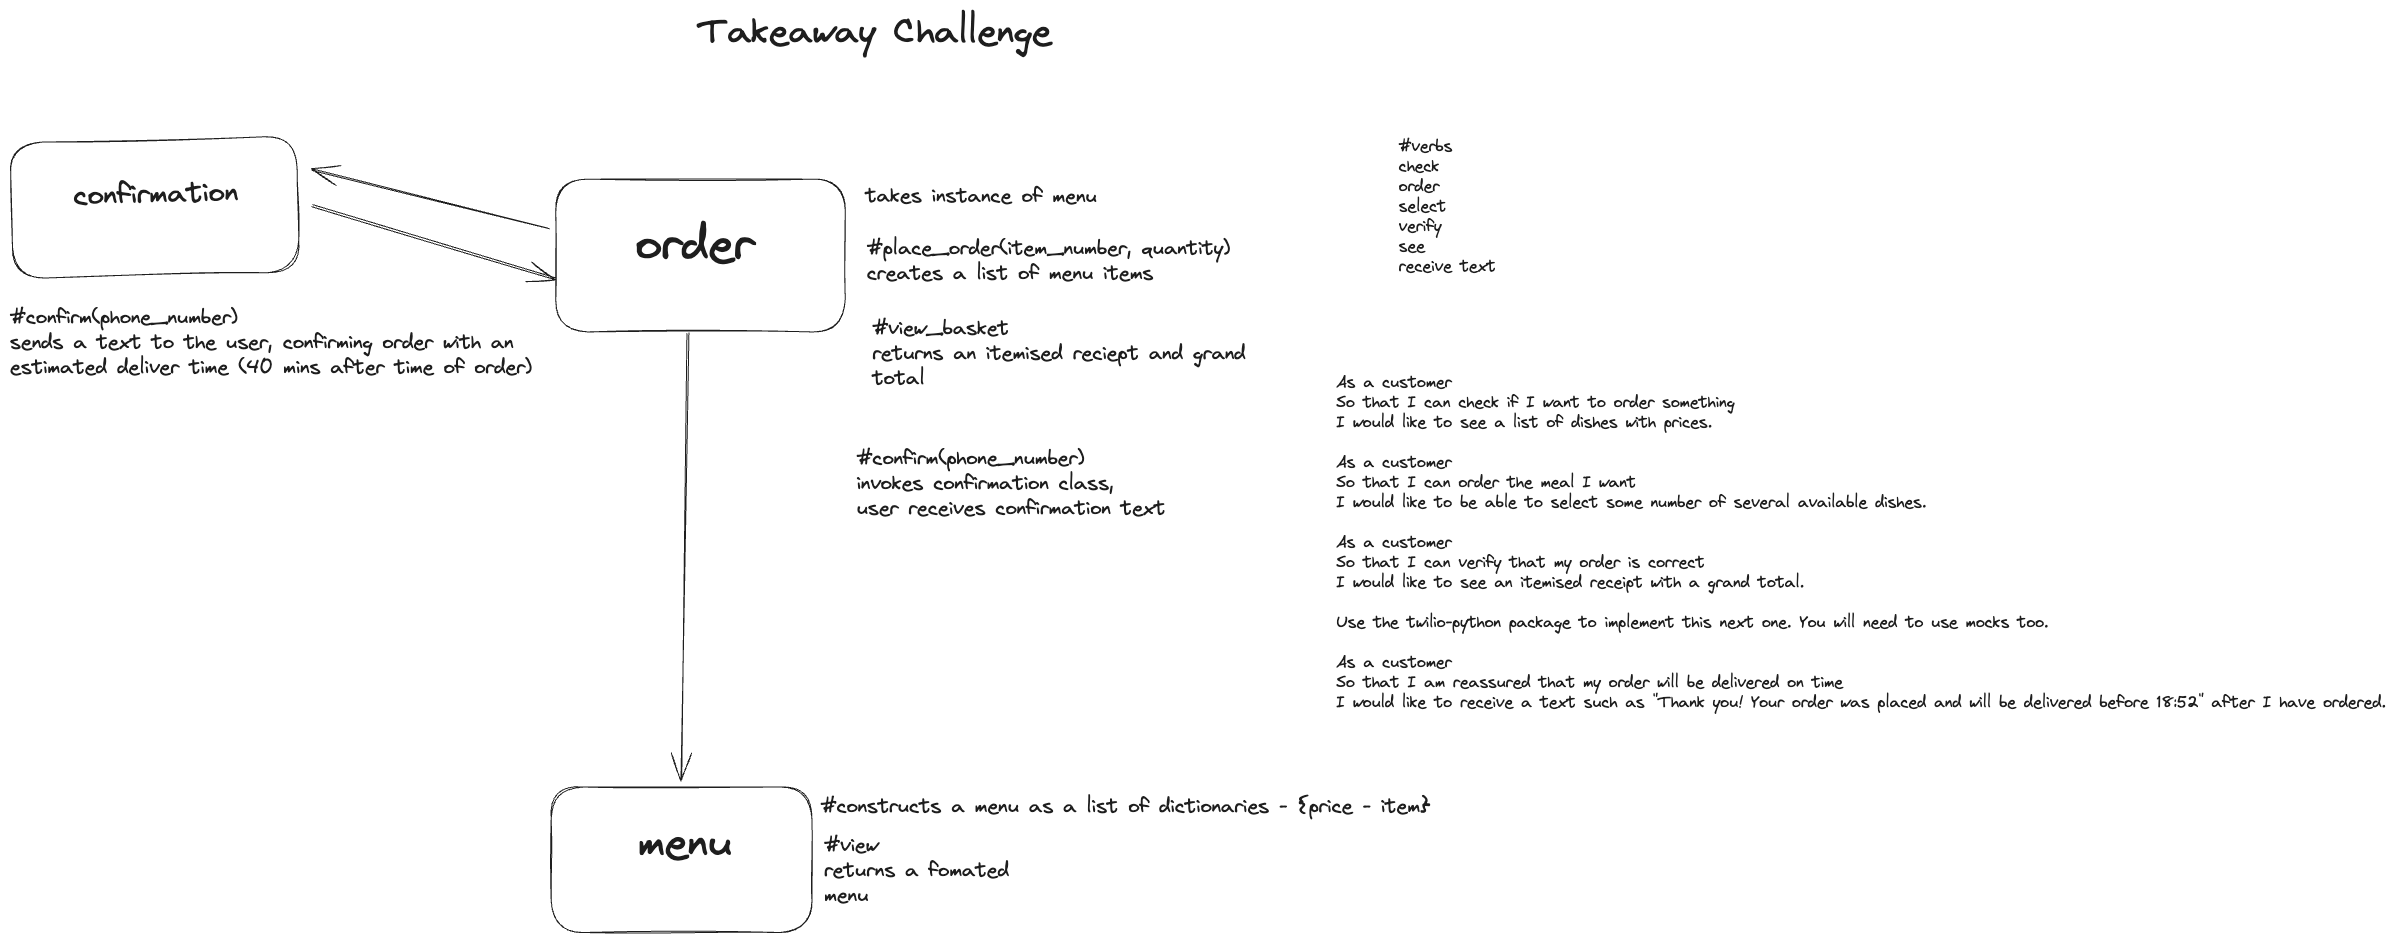 Takeaway Challenge
confirmation
#confirm(phone_number)
sends a text to the user, confirming order with an
estimated deliver time (40 mins after time of order)
order
takes instance of menu
#place_order(item_number, quantity)
creates a list of menu items
#view_basket
returns an itemised reciept and grand
total
#confirm(phone_number)
invokes confirmation class,
user receives confirmation text
menu
#constructs a menu as a list of dictionaries - {price - item}
#view
returns a fomated
menu
#verbs
check
order
select
verify
see
receive text
As a customer
So that I can check if I want to order something
I would like to see a list of dishes with prices.
As a customer
So that I can order the meal I want
I would like to be able to select some number of several available dishes.
As a customer
So that I can verify that my order is correct
I would like to see an itemised receipt with a grand total.
Use the twilio-python package to implement this next one. You will need to use mocks too.
As a customer
So that I am reassured that my order will be delivered on time
I would like to receive a text such as "Thank you! Your order was placed and will be delivered before 18:52" after I have ordered.